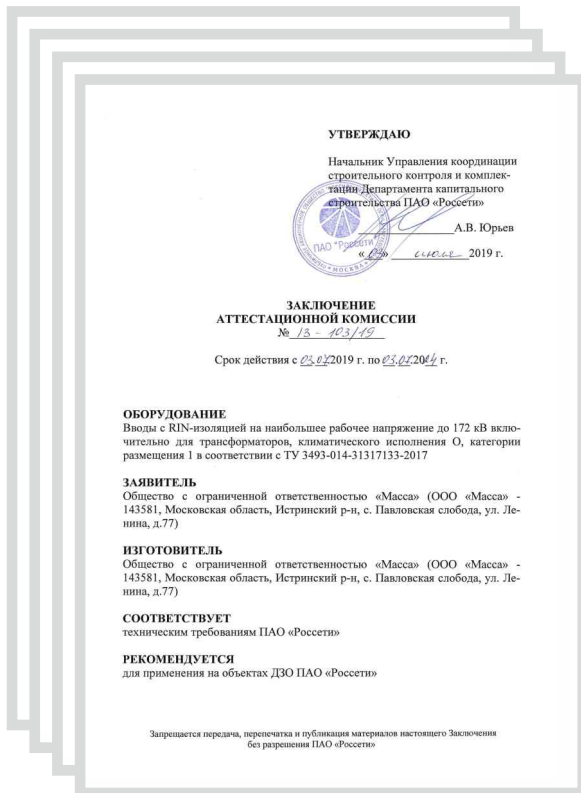 УТВЕРЖДАЮ
Начальник Управления координации
строительного контроля и комплек-
тации Департамента капитального
строительства ПАО «Россети»
А.В. Юрьев
«03» июля 2019 г.
ПАО "Россети"
МОСКВА
ЗАКЛЮЧЕНИЕ
АТТЕСТАЦИОННОЙ КОМИССИИ
№ 13 - 103/19
Срок действия с 03.07.2019 г. по 03.07.2024 г.
ОБОРУДОВАНИЕ
Вводы с RIN-изоляцией на наибольшее рабочее напряжение до 172 кВ вклю-
чительно для трансформаторов, климатического исполнения О, категории
размещения 1 в соответствии с ТУ 3493-014-31317133-2017
ЗАЯВИТЕЛЬ
Общество с ограниченной ответственностью «Масса» (ООО «Масса» -
143581, Московская область, Истринский р-н, с. Павловская слобода, ул. Ле-
нина, д.77)
ИЗГОТОВИТЕЛЬ
Общество с ограниченной ответственностью «Масса» (ООО «Масса» -
143581, Московская область, Истринский р-н, с. Павловская слобода, ул. Ле-
нина, д.77)
СООТВЕТСТВУЕТ
техническим требованиям ПАО «Россети»
РЕКОМЕНДУЕТСЯ
для применения на объектах ДЗО ПАО «Россети»
Запрещается передача, перепечатка и публикация материалов настоящего Заключения
без разрешения ПАО «Россети»